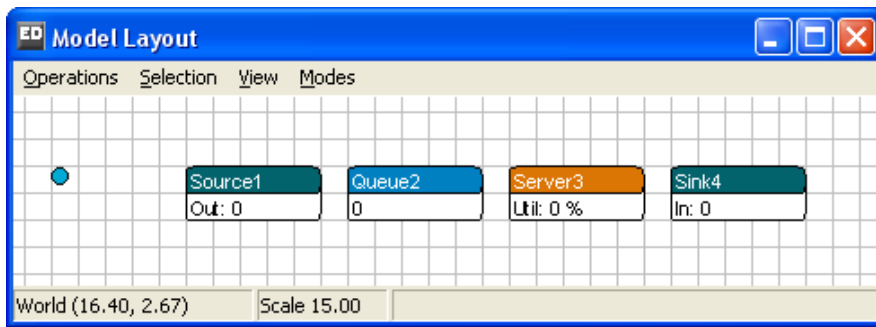 ED Model Layout
Operations Selection View Modes
Source1 Queue2 Server3 Sink4
Out: 0 0 Util: 0 % In: 0
World (16.40, 2.67) Scale 15.00